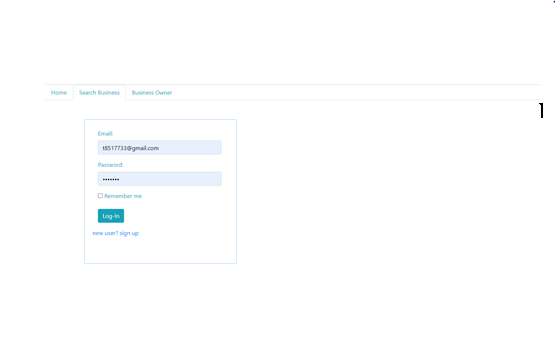 Home Search Business Business Owner
Email:
t8517733@gmail.com
Password:
•••••••
Remember me
Log-In
new user? sign up